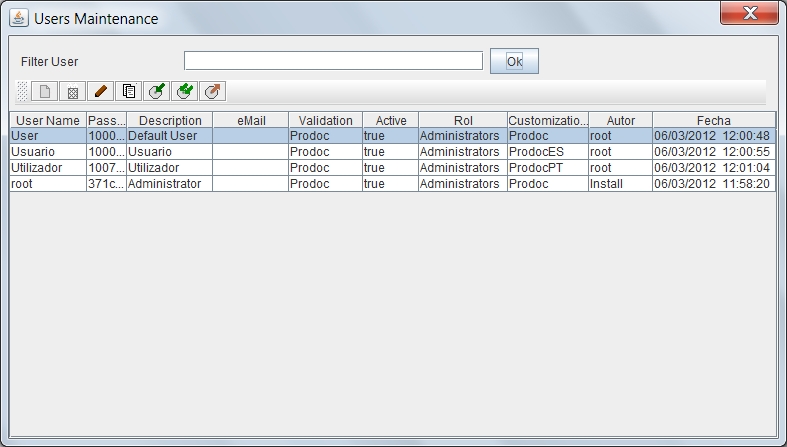 Users Maintenance
Filter User Ok
User Name Pass... Description eMail Validation Active Rol Customizatio... Autor Fecha
User 1000... Default User Prodoc true Administrators Prodoc root 06/03/2012 12:00:48
Usuario 1000... Usuario Prodoc true Administrators ProdocES root 06/03/2012 12:00:55
Utilizador 1007... Utilizador Prodoc true Administrators ProdocPT root 06/03/2012 12:01:04
root 371c... Administrator Prodoc true Administrators Prodoc Install 06/03/2012 11:58:20